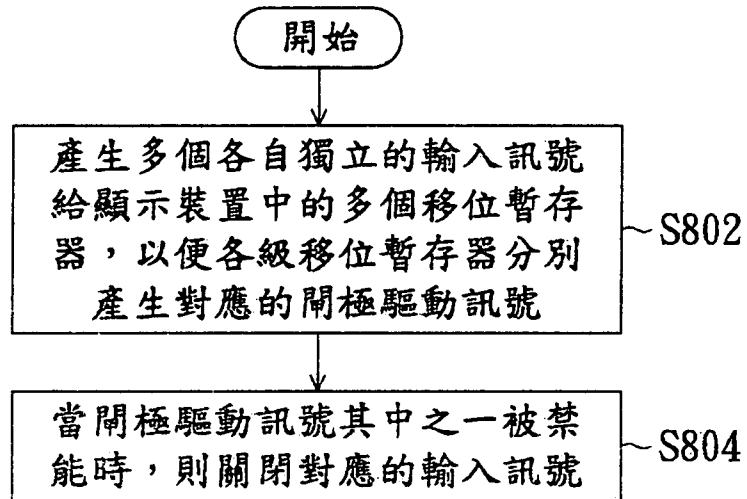 開始
產生多個各自獨立的輸入訊號
給顯示裝置中的多個移位暫存
器，以便各級移位暫存器分別
產生對應的閘極驅動訊號
~S802
當閘極驅動訊號其中之一被禁
能時，則關閉對應的輸入訊號
~S804